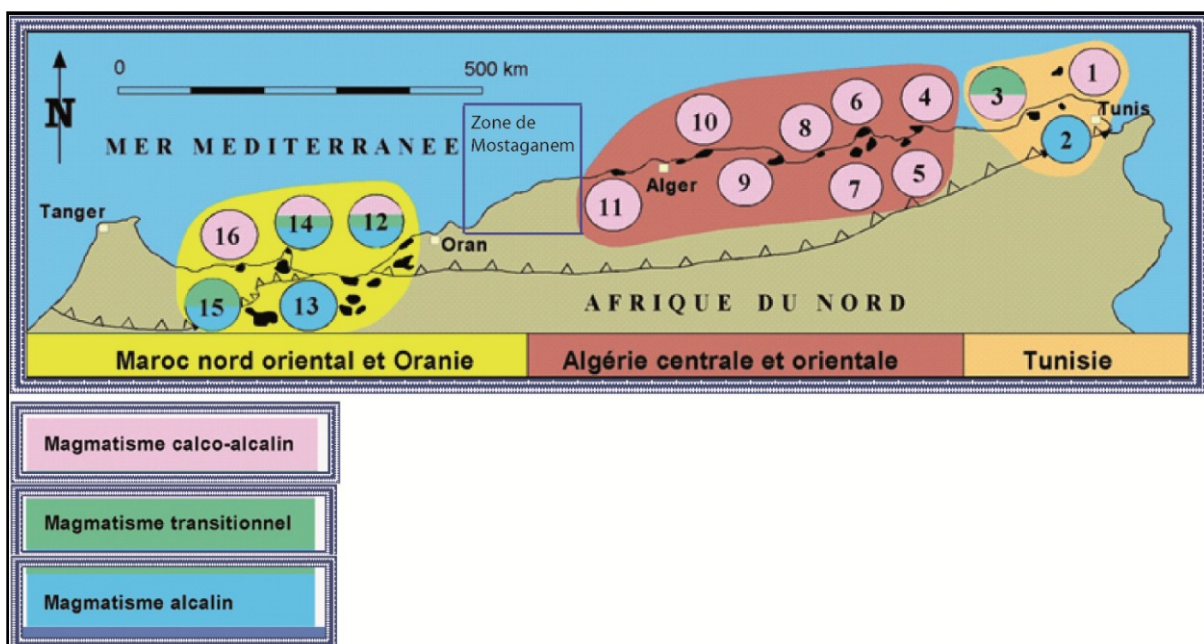 0 500 km
N
MER MEDITERRANEE
Zone de
Mostaganem
Tanger
Oran
Alger
Tunis
1
2
3
4
5
6
7
8
9
10
11
12
13
14
15
16
AFRIQUE DU NORD
Maroc nord oriental et Oranie
Algérie centrale et orientale
Tunisie
Magmatisme calco-alcalin
Magmatisme transitionnel
Magmatisme alcalin